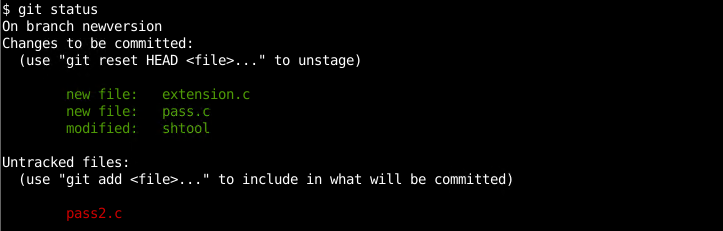 $ git status
On branch newversion
Changes to be committed:
  (use "git reset HEAD <file>..." to unstage)

        new file:   extension.c
        new file:   pass.c
        modified:   shtool

Untracked files:
  (use "git add <file>..." to include in what will be committed)

        pass2.c